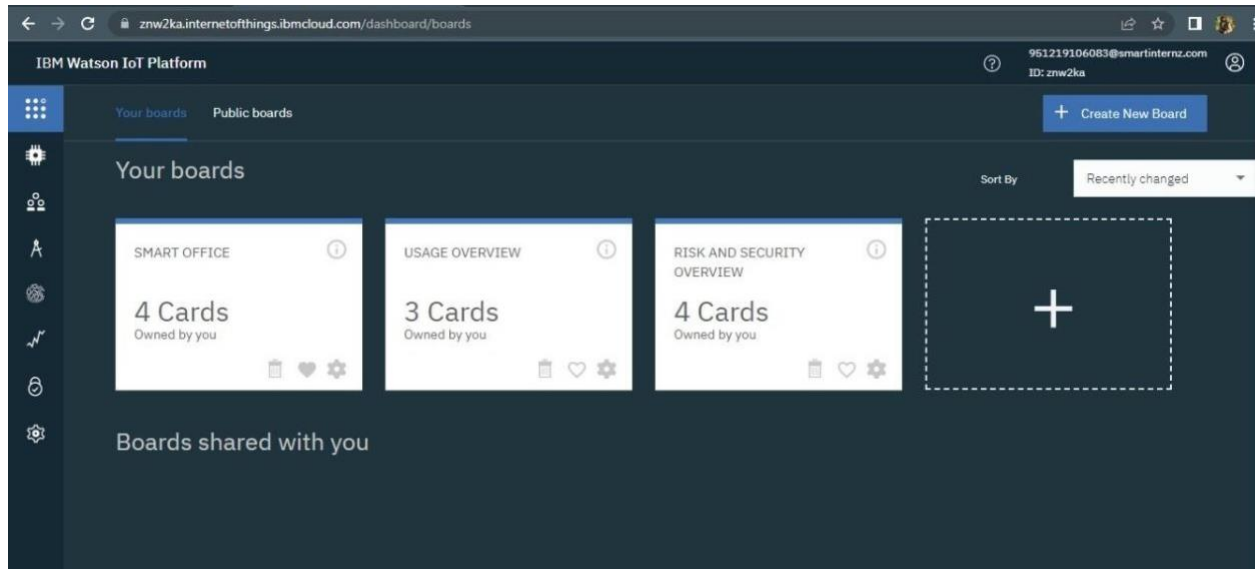 znw2ka.internetofthings.ibmcloud.com/dashboard/boards
IBM Watson IoT Platform
951219106083@smartinternz.com
ID: znw2ka
Your boards
Public boards
+ Create New Board
Your boards
Sort By
Recently changed
SMART OFFICE
4 Cards
Owned by you
USAGE OVERVIEW
3 Cards
Owned by you
RISK AND SECURITY
OVERVIEW
4 Cards
Owned by you
Boards shared with you